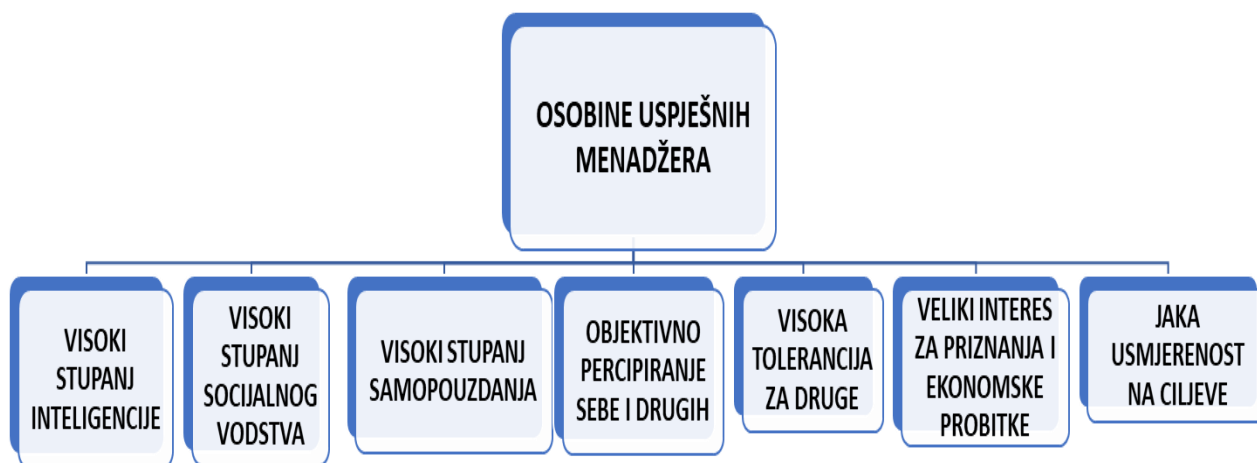 OSOBINE USPJEŠNIH
MENADŽERA
VISOKI
STUPANJ
INTELIGENCIJE
VISOKI
STUPANJ
SOCIJALNOG
VODSTVA
VISOKI STUPANJ
SAMOPOUZDANJA
OBJEKTIVNO
PERCIPIRANJE
SEBE I DRUGIH
VISOKA
TOLERANCIJA
ZA DRUGE
VELIKI INTERES
ZA PRIZNANJA I
EKONOMSKE
PROBITKE
JAKA
USMJERENOST
NA CILJEVE